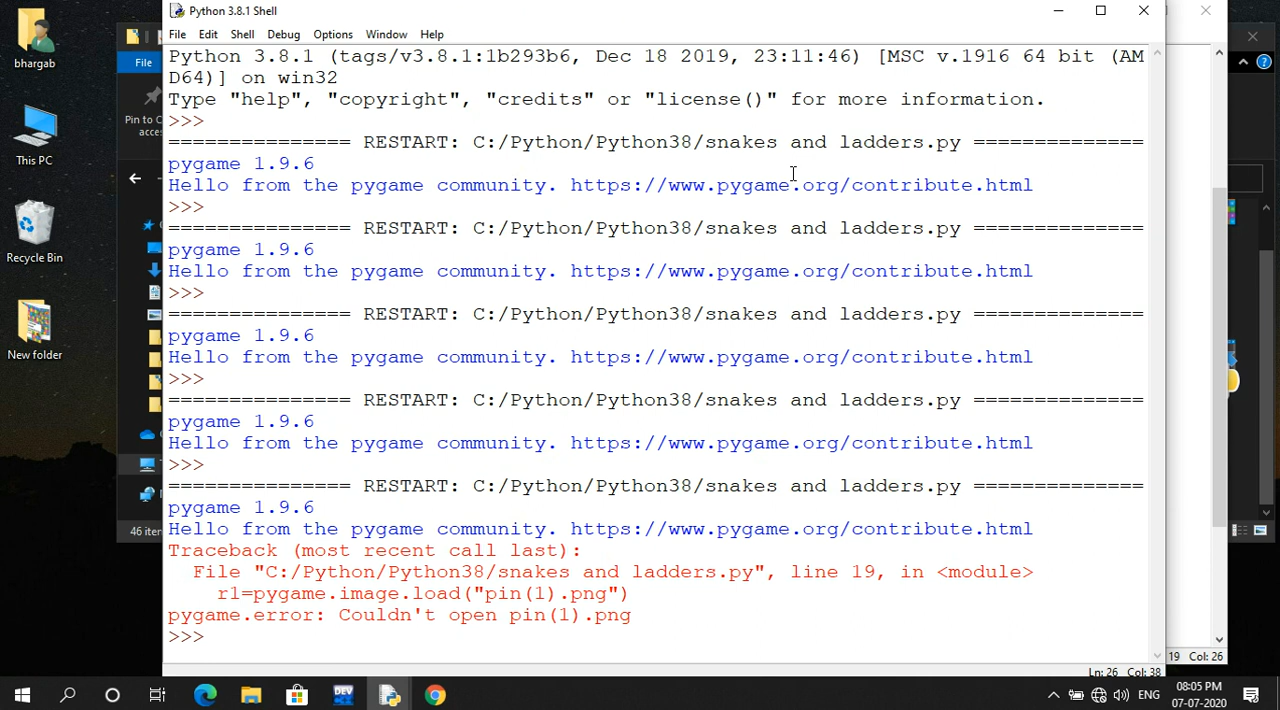 Python 3.8.1 Shell
bhargab
This PC
Recycle Bin
New folder
File
Pin to C
acce
46 iten
File Edit Shell Debug Options Window Help
Python 3.8.1 (tags/v3.8.1:1b293b6, Dec 18 2019, 23:11:46) [MSC v.1916 64 bit (AM
D64)] on win32
Type "help", "copyright", "credits" or "license()" for more information.
>>>
=============== RESTART: C:/Python/Python38/snakes and ladders.py ==============
pygame 1.9.6
Hello from the pygame community. https://www.pygame.org/contribute.html
>>>
=============== RESTART: C:/Python/Python38/snakes and ladders.py ==============
pygame 1.9.6
Hello from the pygame community. https://www.pygame.org/contribute.html
>>>
=============== RESTART: C:/Python/Python38/snakes and ladders.py ==============
pygame 1.9.6
Hello from the pygame community. https://www.pygame.org/contribute.html
>>>
=============== RESTART: C:/Python/Python38/snakes and ladders.py ==============
pygame 1.9.6
Hello from the pygame community. https://www.pygame.org/contribute.html
>>>
=============== RESTART: C:/Python/Python38/snakes and ladders.py ==============
pygame 1.9.6
Hello from the pygame community. https://www.pygame.org/contribute.html
Traceback (most recent call last):
File "C:/Python/Python38/snakes and ladders.py", line 19, in <module>
r1=pygame.image.load("pin(1).png")
pygame.error: Couldn't open pin(1).png
>>>
19 Col: 26
Ln: 26 Col: 38
DEV
ENG
08:05 PM
07-07-2020